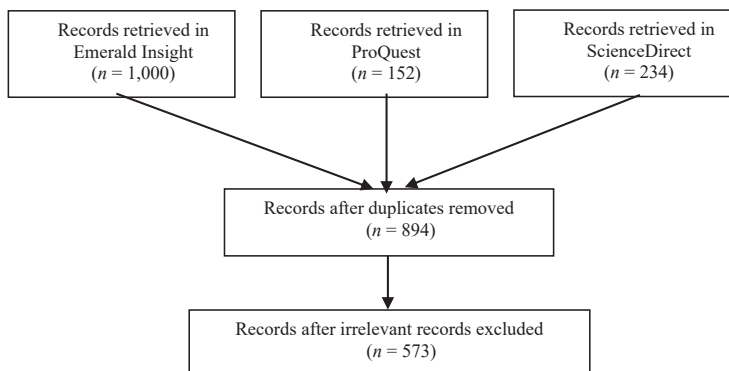 Records retrieved in
Emerald Insight
(n = 1,000)
Records retrieved in
ProQuest
(n = 152)
Records retrieved in
ScienceDirect
(n = 234)
Records after duplicates removed
(n = 894)
Records after irrelevant records excluded
(n = 573)